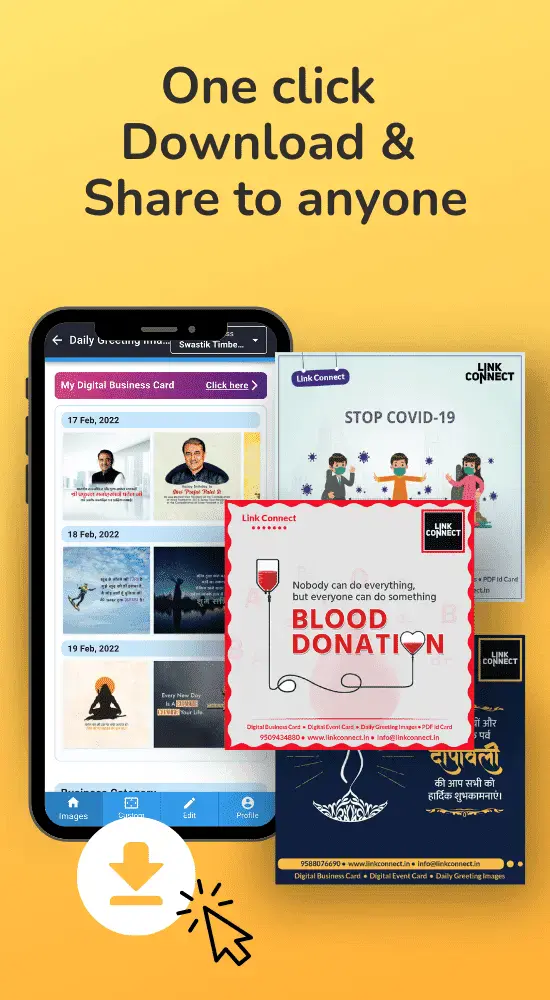 One click
Download &
Share to anyone
Daily Greeting Ima...
Swastik Timbe...
My Digital Business Card
Click here
17 Feb, 2022
18 Feb, 2022
19 Feb, 2022
Every New Day
Is A CHANCE
CHANGE Your Life.
Images
Custom
Edit
Profile
Link Connect
LINK
CONNECT
STOP COVID-19
PDF Id Card
Link Connect
LINK
CONNECT
Nobody can do everything,
but everyone can do something
BLOOD
DONATION
Digital Business Card • Digital Event Card • Daily Greeting Images • PDF Id Card
9509434880 • www.linkconnect.in • info@linkconnect.in
LINK
CONNECT
और
पर्व
दीपावली
की आप सभी को
हार्दिक शुभकामनाएं।
9588076690 • www.linkconnect.in • info@linkconnect.in
Digital Business Card • Digital Event Card • Daily Greeting Images